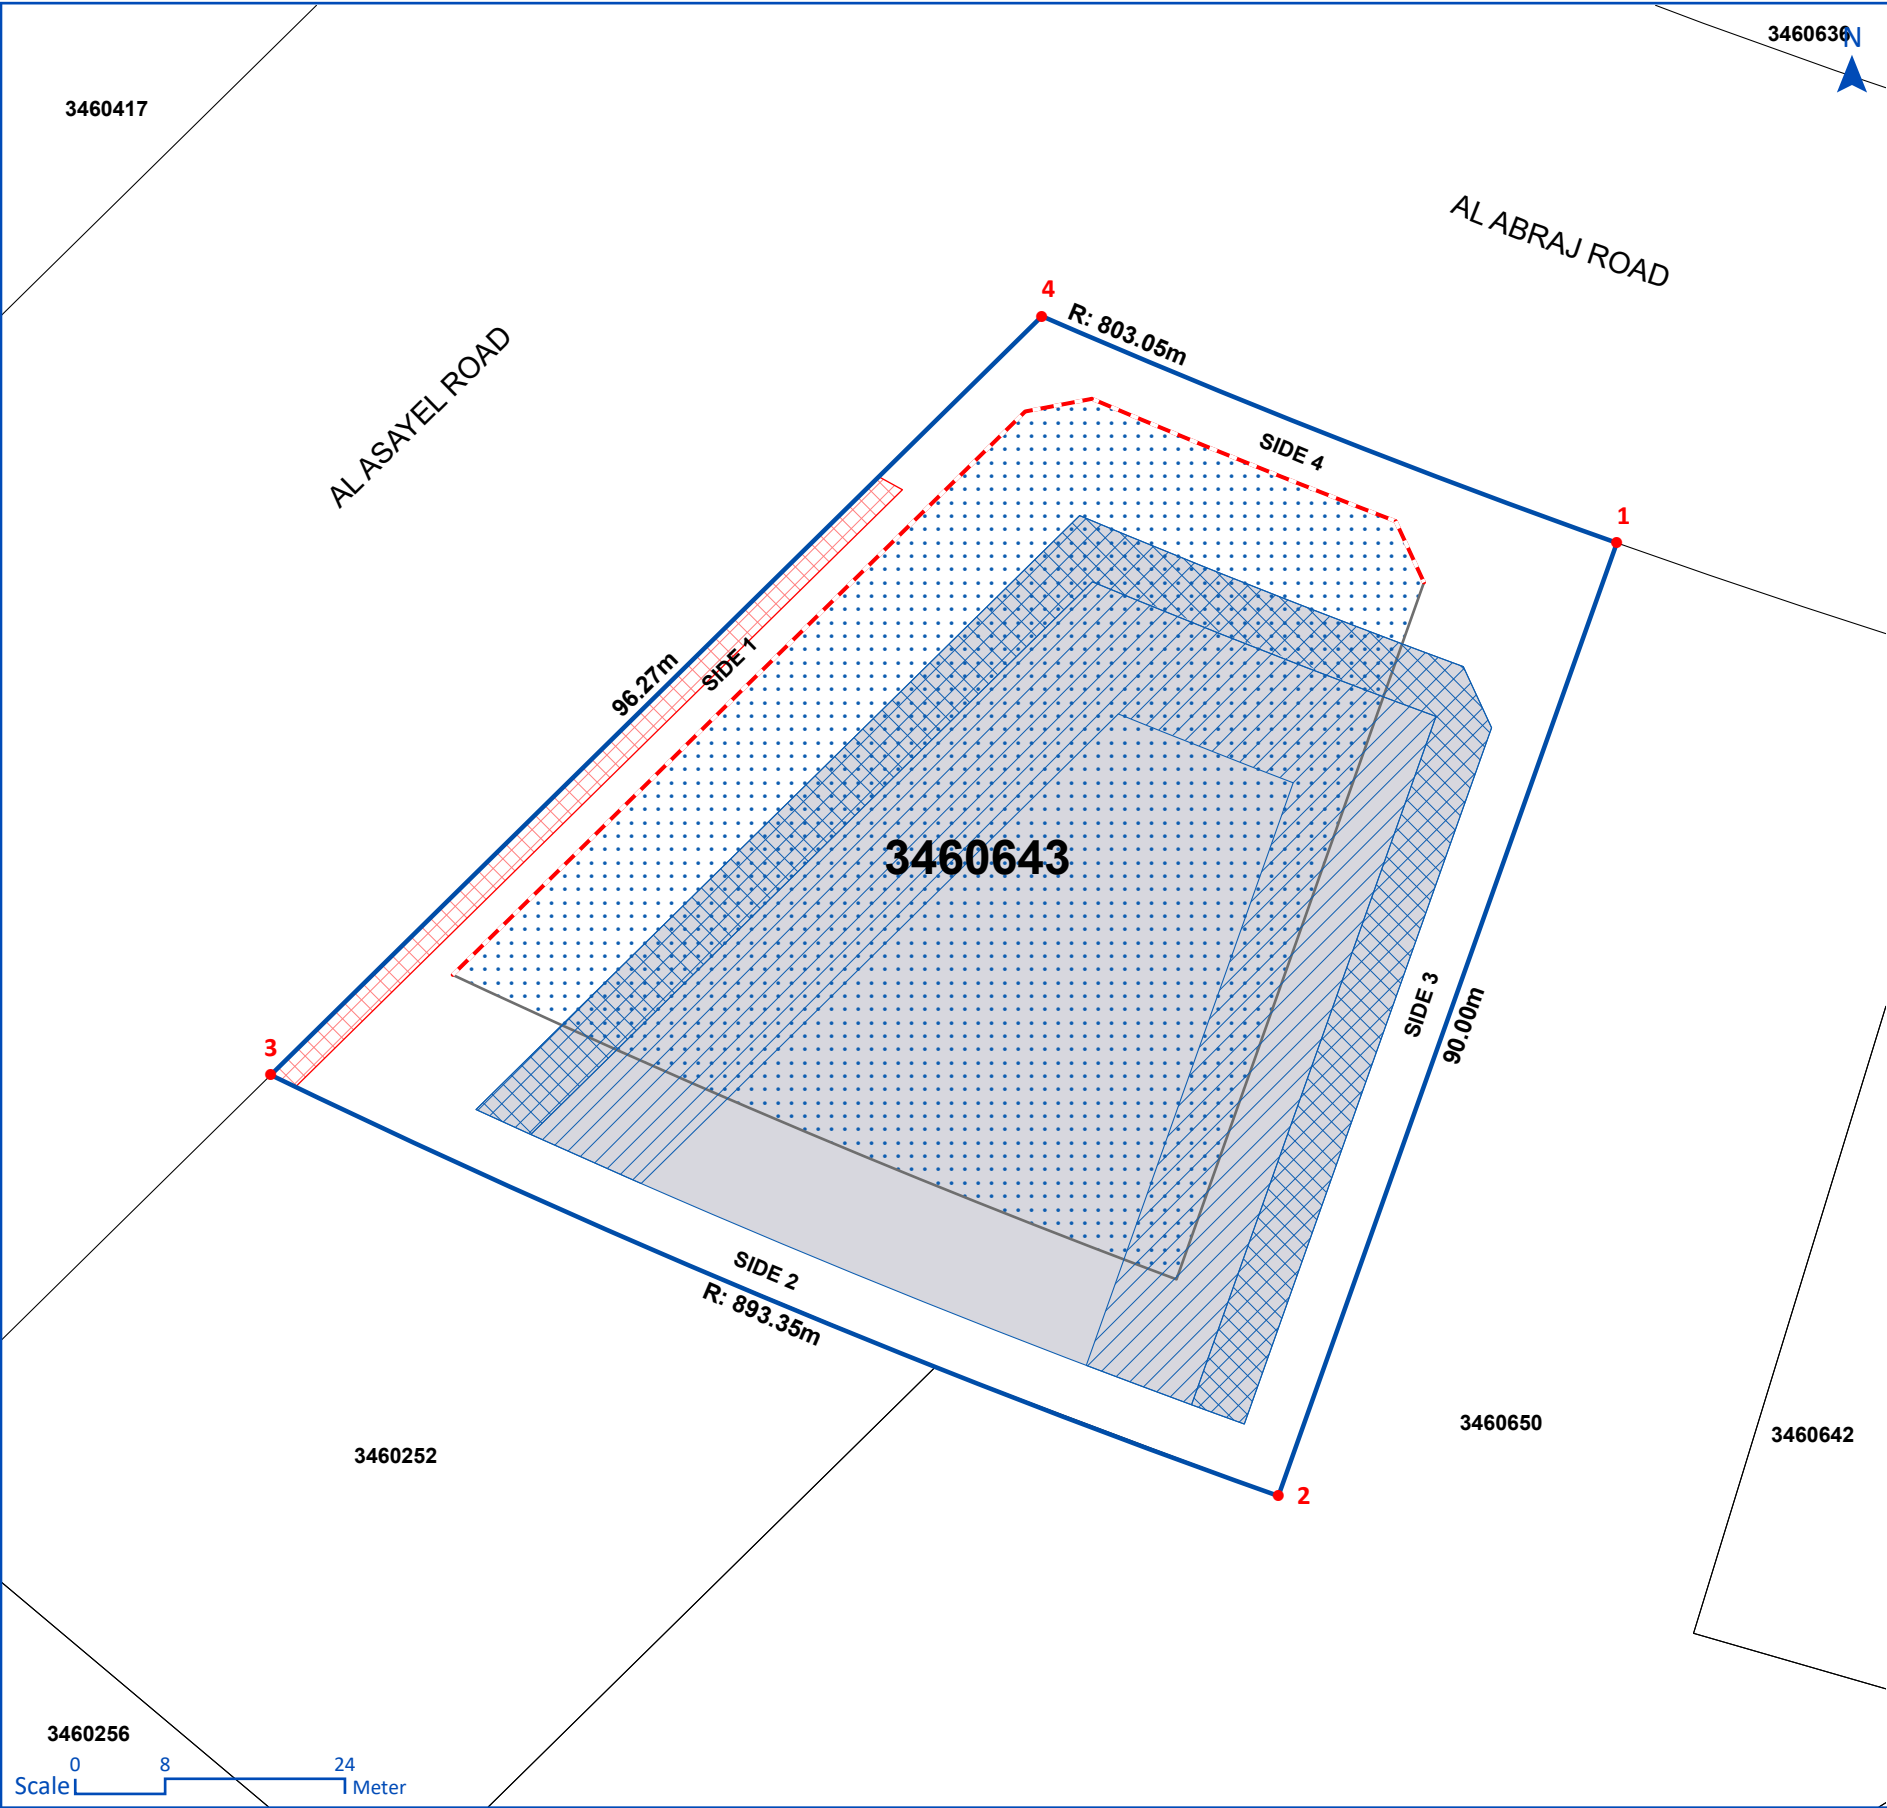 3460636
N
3460417
AL ABRAJ ROAD
4
R: 803.05m
AL ASAYEL ROAD
SIDE 4
1
SIDE 1
96.27m
3460643
SIDE 3
90.00m
3
SIDE 2
R: 893.35m
3460650
3460642
3460252
2
3460256
0 8 24
Scale Meter